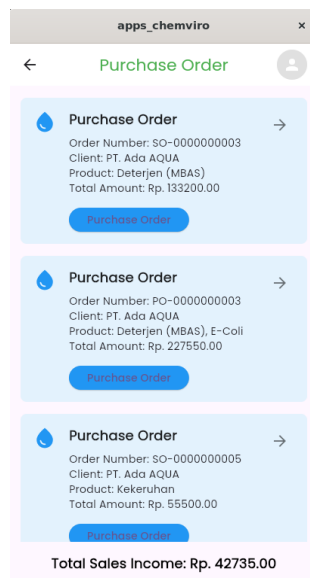 apps_chemviro ×
Purchase Order
Purchase Order
Order Number: SO-0000000003
Client: PT. Ada AQUA
Product: Deterjen (MBAS)
Total Amount: Rp. 133200.00
Purchase Order
Purchase Order
Order Number: PO-0000000003
Client: PT. Ada AQUA
Product: Deterjen (MBAS), E-Coli
Total Amount: Rp. 227550.00
Purchase Order
Purchase Order
Order Number: SO-0000000005
Client: PT. Ada AQUA
Product: Kekeruhan
Total Amount: Rp. 55500.00
Purchase Order
Total Sales Income: Rp. 42735.00